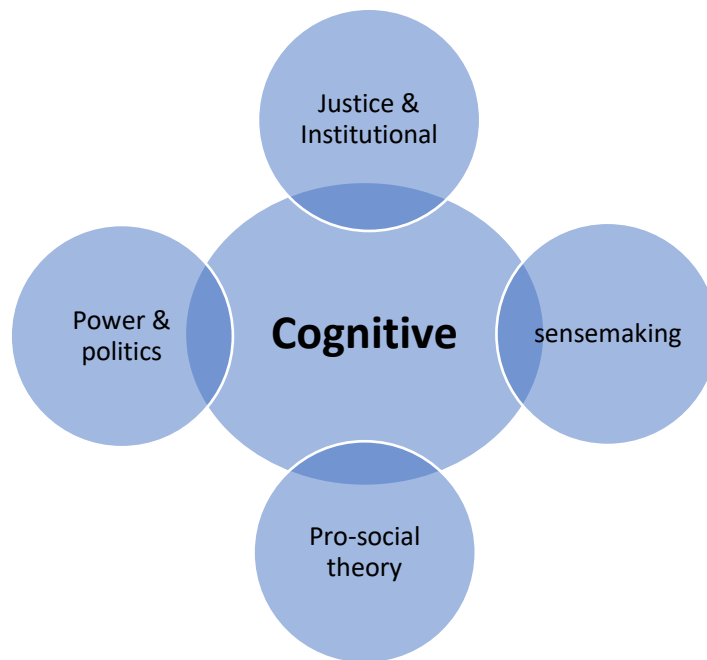 Justice &
Institutional
Power &
politics
Cognitive
sensemaking
Pro-social
theory